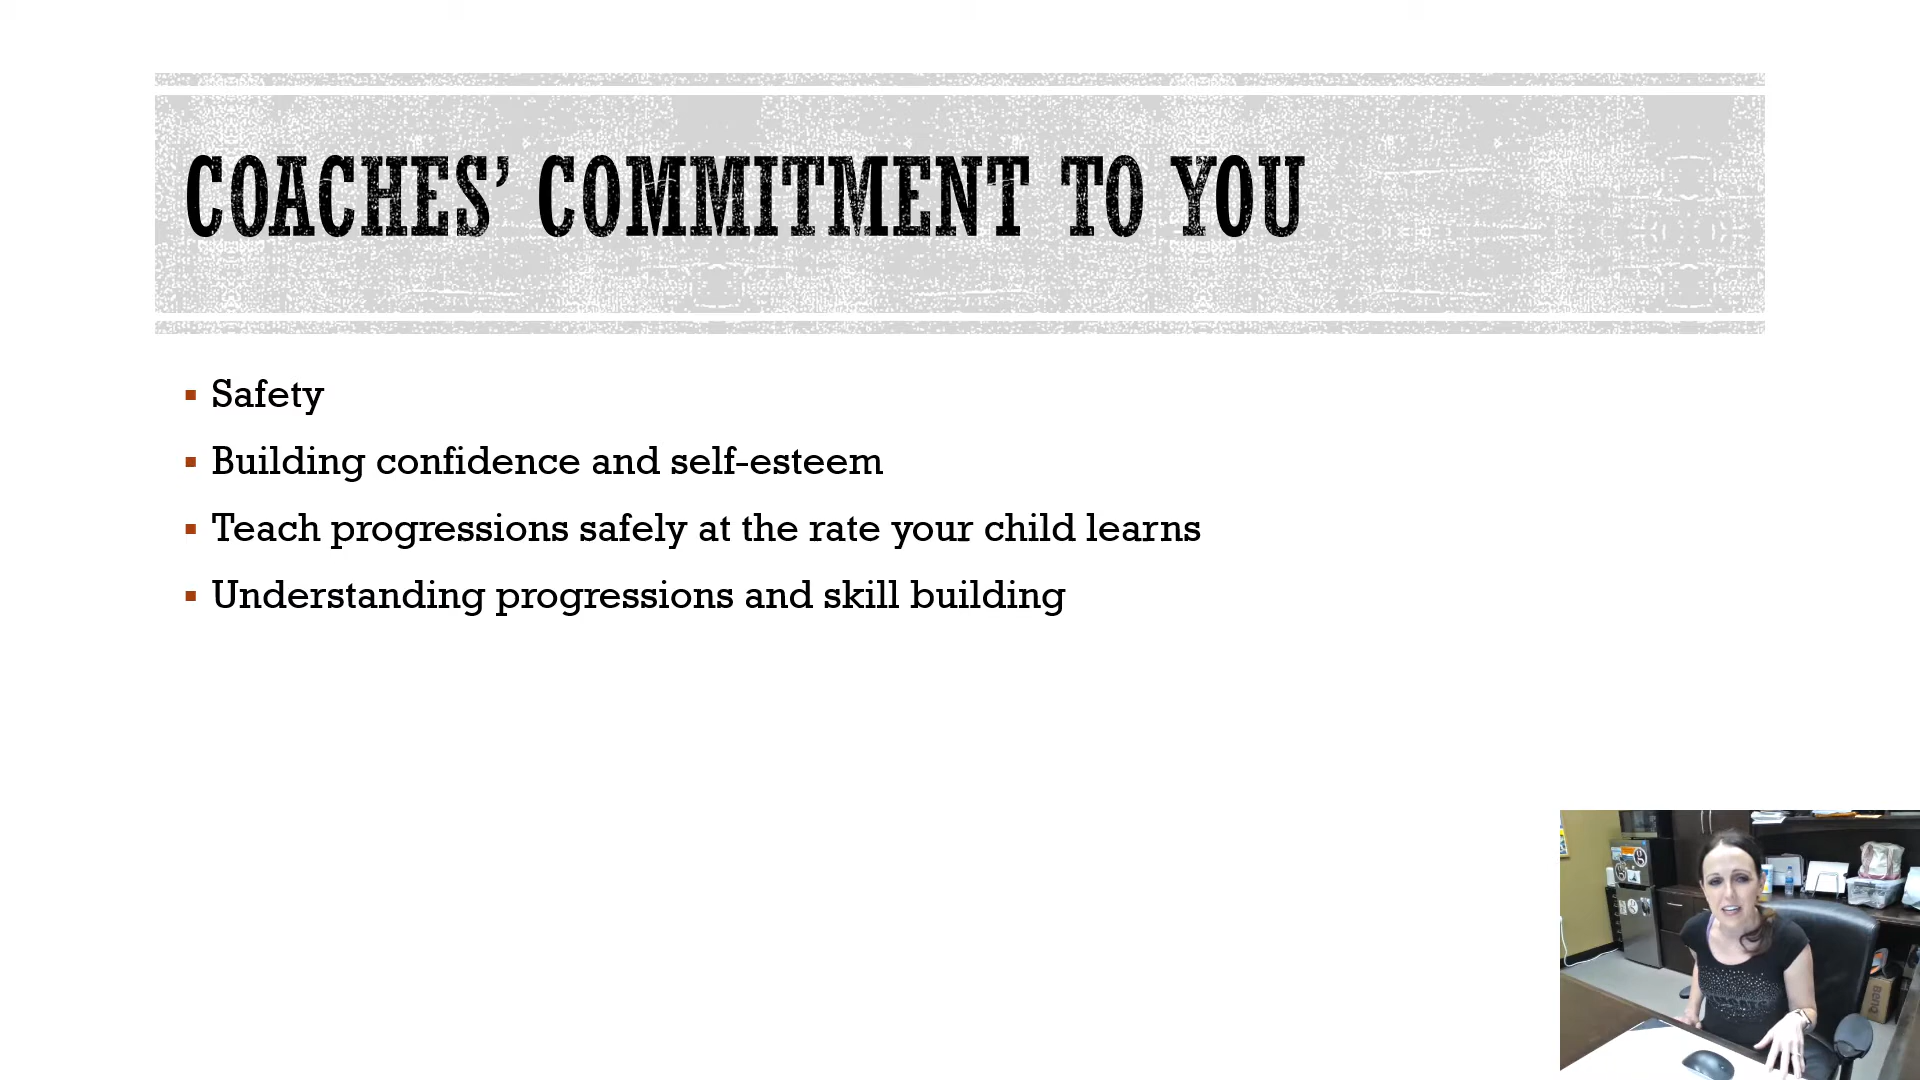 COACHES’ COMMITMENT TO YOU
▪ Safety
▪ Building confidence and self-esteem
▪ Teach progressions safely at the rate your child learns
▪ Understanding progressions and skill building
BenQ